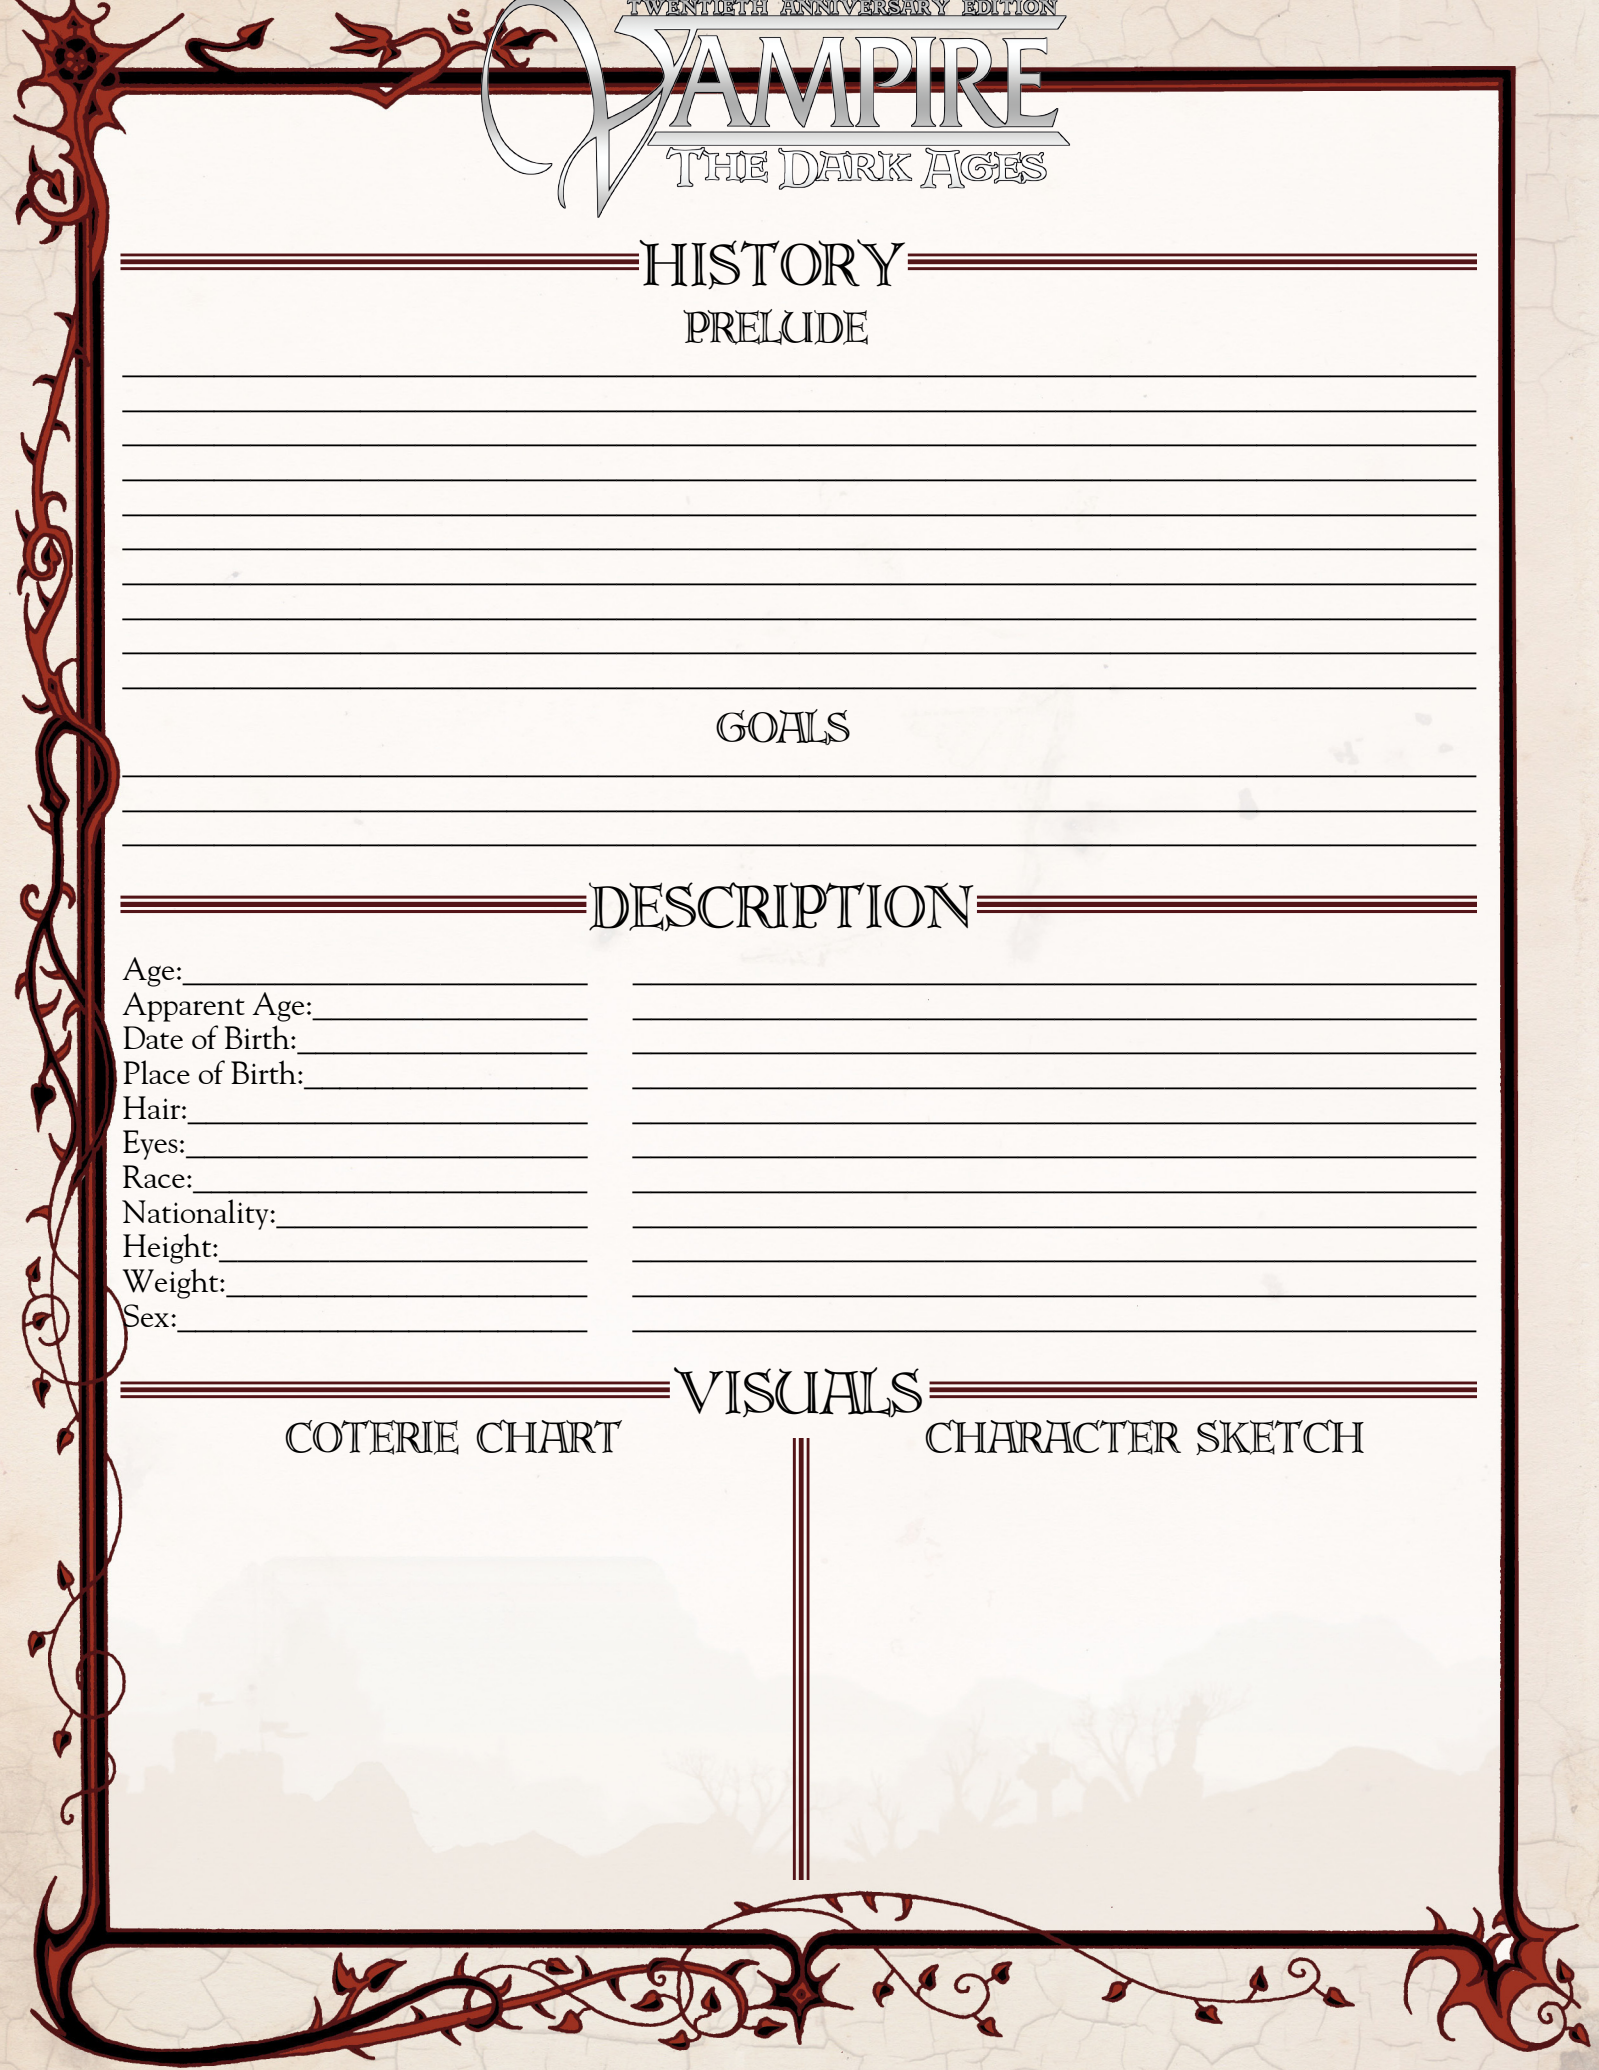 TWENTIETH ANNIVERSARY EDITION
VAMPIRE
THE DARK AGES
HISTORY
PRELUDE
GOALS
DESCRIPTION
Age:
Apparent Age:
Date of Birth:
Place of Birth:
Hair:
Eyes:
Race:
Nationality:
Height:
Weight:
Sex:
VISUALS
COTERIE CHART
CHARACTER SKETCH